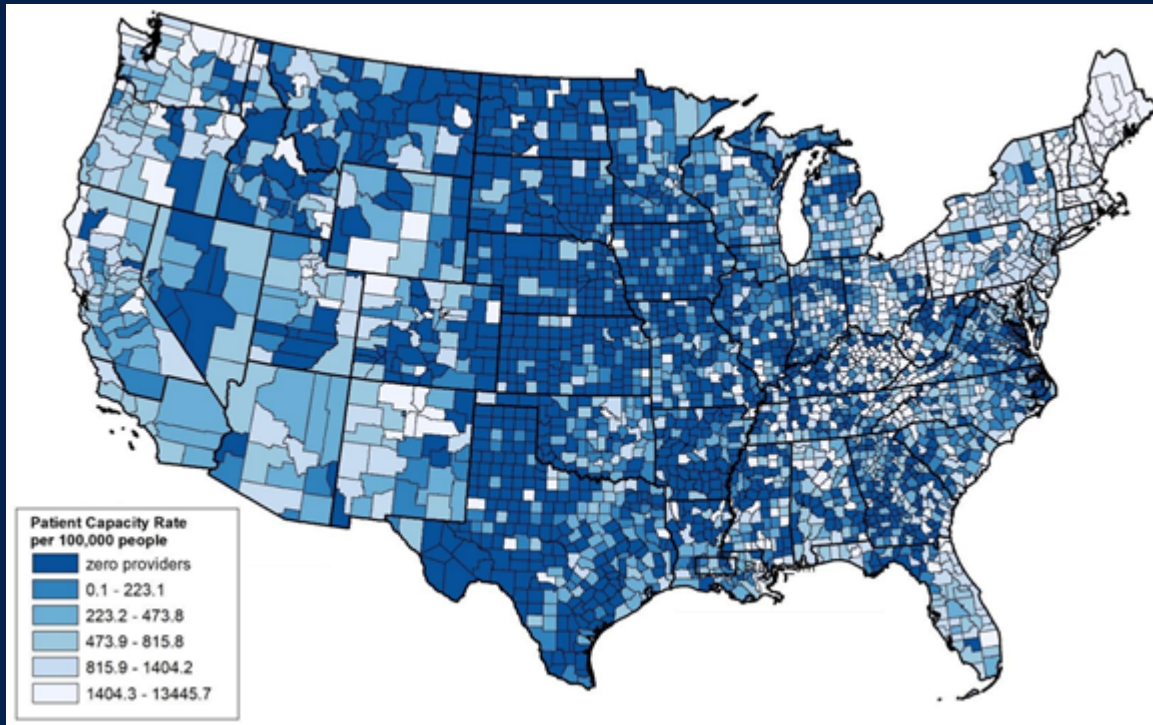 Patient Capacity Rate
per 100,000 people
zero providers
0.1 - 223.1
223.2 - 473.8
473.9 - 815.8
815.9 - 1404.2
1404.3 - 13445.7